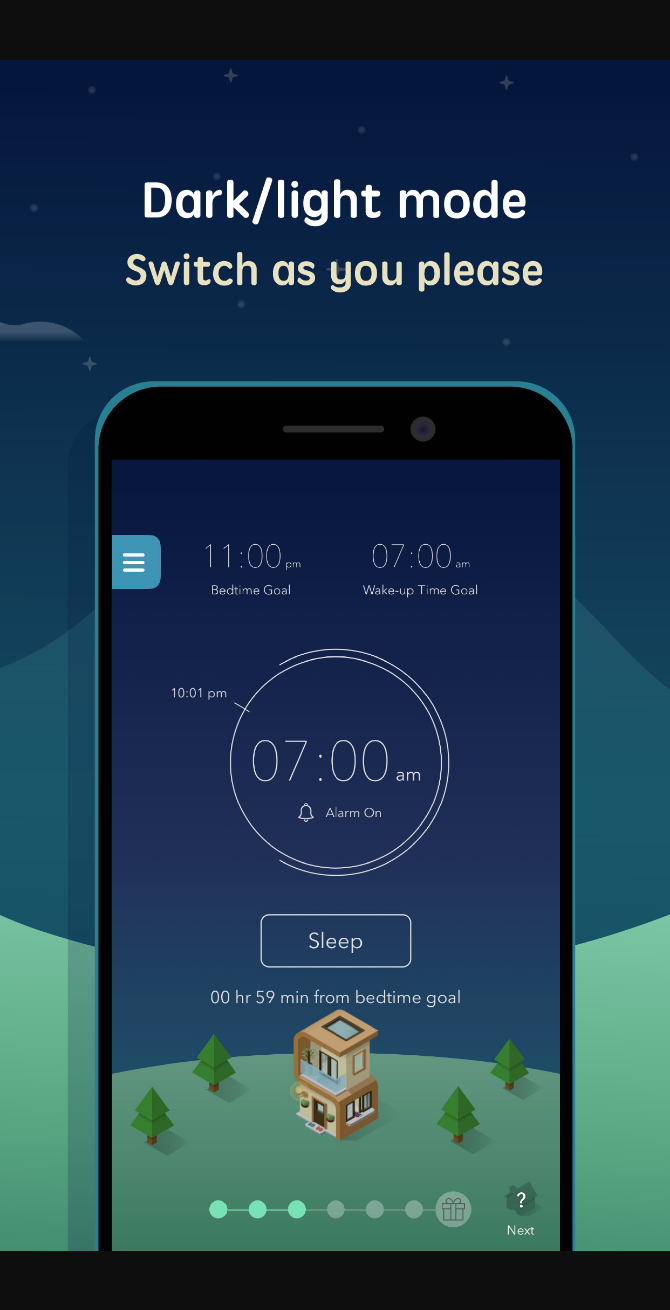 Dark/light mode
Switch as you please
11:00 pm
07:00 am
Bedtime Goal
Wake-up Time Goal
10:01 pm
07:00 am
Alarm On
Sleep
00 hr 59 min from bedtime goal
?
Next